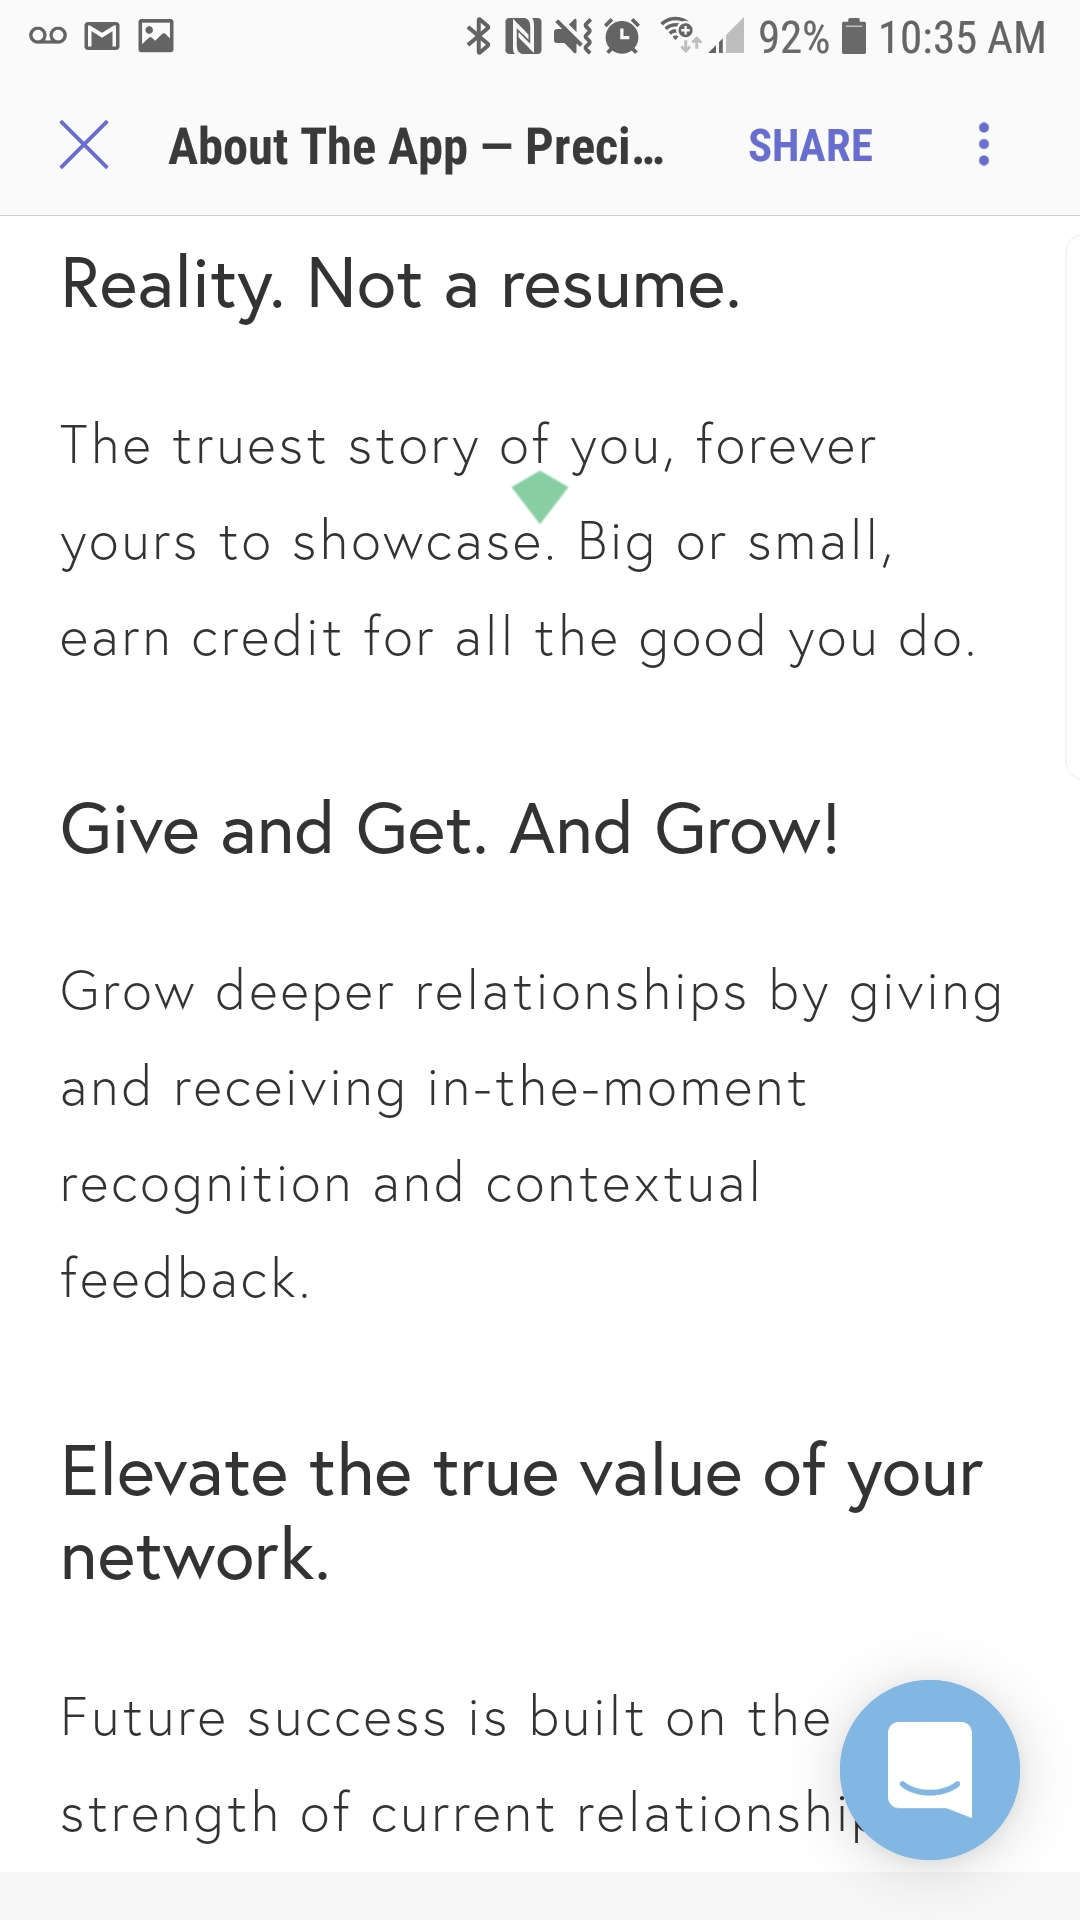 92% 10:35 AM
About The App — Preci... SHARE
Reality. Not a resume.
The truest story of you, forever
yours to showcase. Big or small,
earn credit for all the good you do.
Give and Get. And Grow!
Grow deeper relationships by giving
and receiving in-the-moment
recognition and contextual
feedback.
Elevate the true value of your
network.
Future success is built on the
strength of current